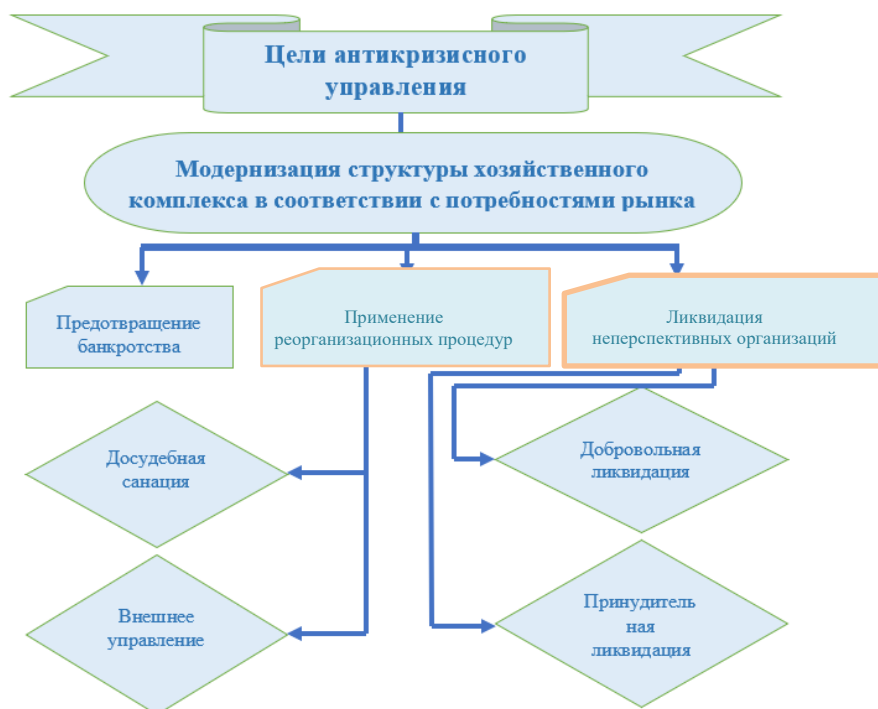 Цели антикризисного
управления
Модернизация структуры хозяйственного
комплекса в соответствии с потребностями рынка
Предотвращение
банкротства
Применение
реорганизационных процедур
Ликвидация
неперспективных организаций
Досудебная
санация
Добровольная
ликвидация
Внешнее
управление
Принудитель
ная
ликвидация